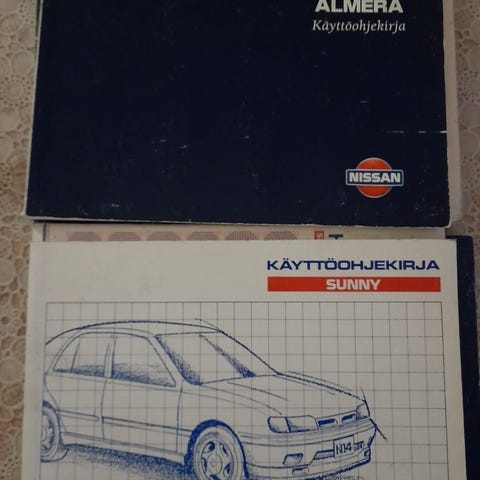 ALMERA
Käyttöohjekirja
NISSAN
KÄYTTÖOHJEKIRJA
SUNNY
N14